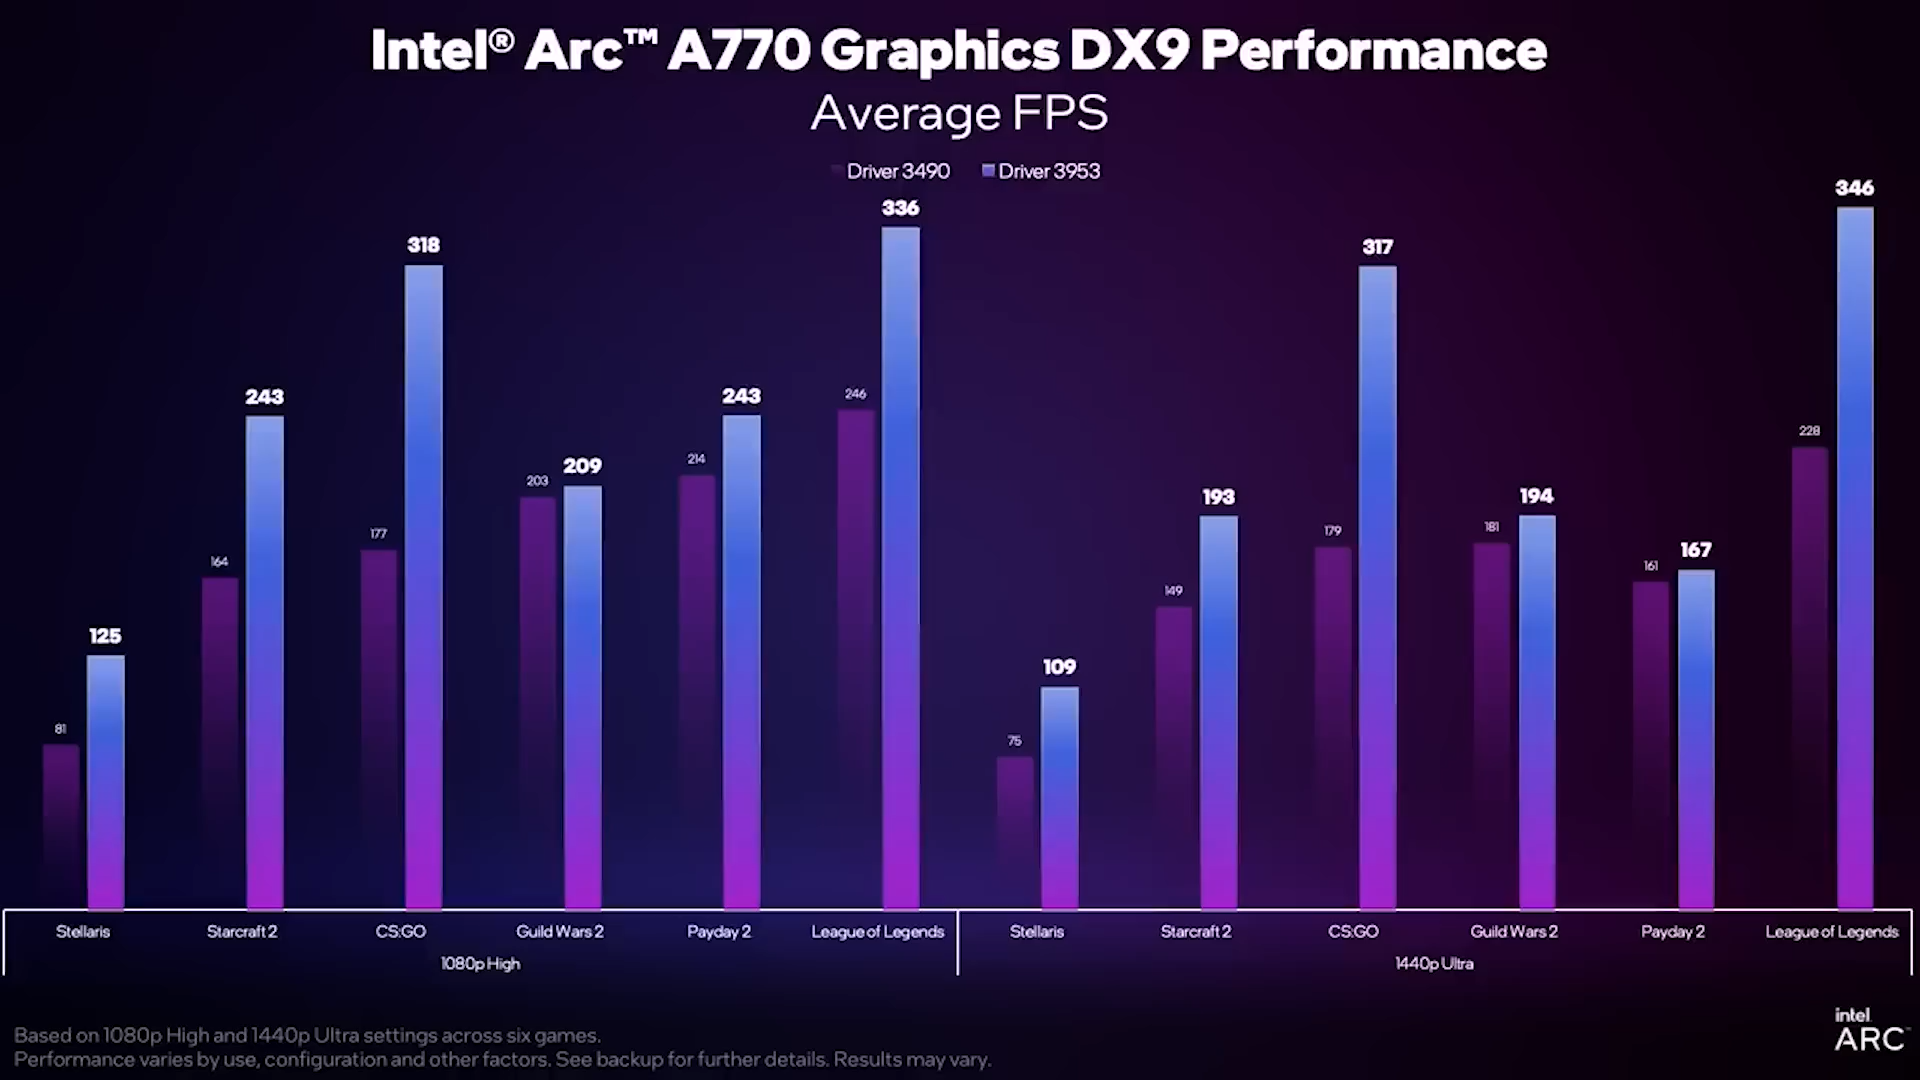 Intel® Arc™ A770 Graphics DX9 Performance
Average FPS
Driver 3490 Driver 3953
81 125 164 243 177 318 203 209 214 243 246 336 75 109 149 193 179 317 181 194 161 167 228 346
Stellaris Starcraft 2 CS:GO Guild Wars 2 Payday 2 League of Legends Stellaris Starcraft 2 CS:GO Guild Wars 2 Payday 2 League of Legends
1080p High 1440p Ultra
Based on 1080p High and 1440p Ultra settings across six games.
Performance varies by use, configuration and other factors. See backup for further details. Results may vary.
intel
ARC™